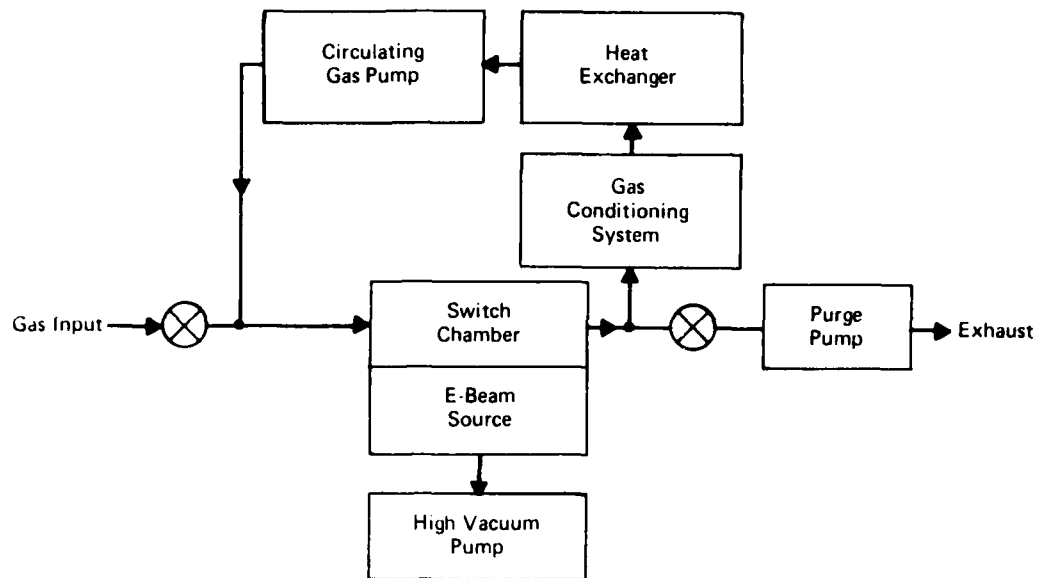 Circulating
Gas Pump
Heat
Exchanger
Gas
Conditioning
System
Gas Input
Switch
Chamber
Purge
Pump
Exhaust
E-Beam
Source
High Vacuum
Pump